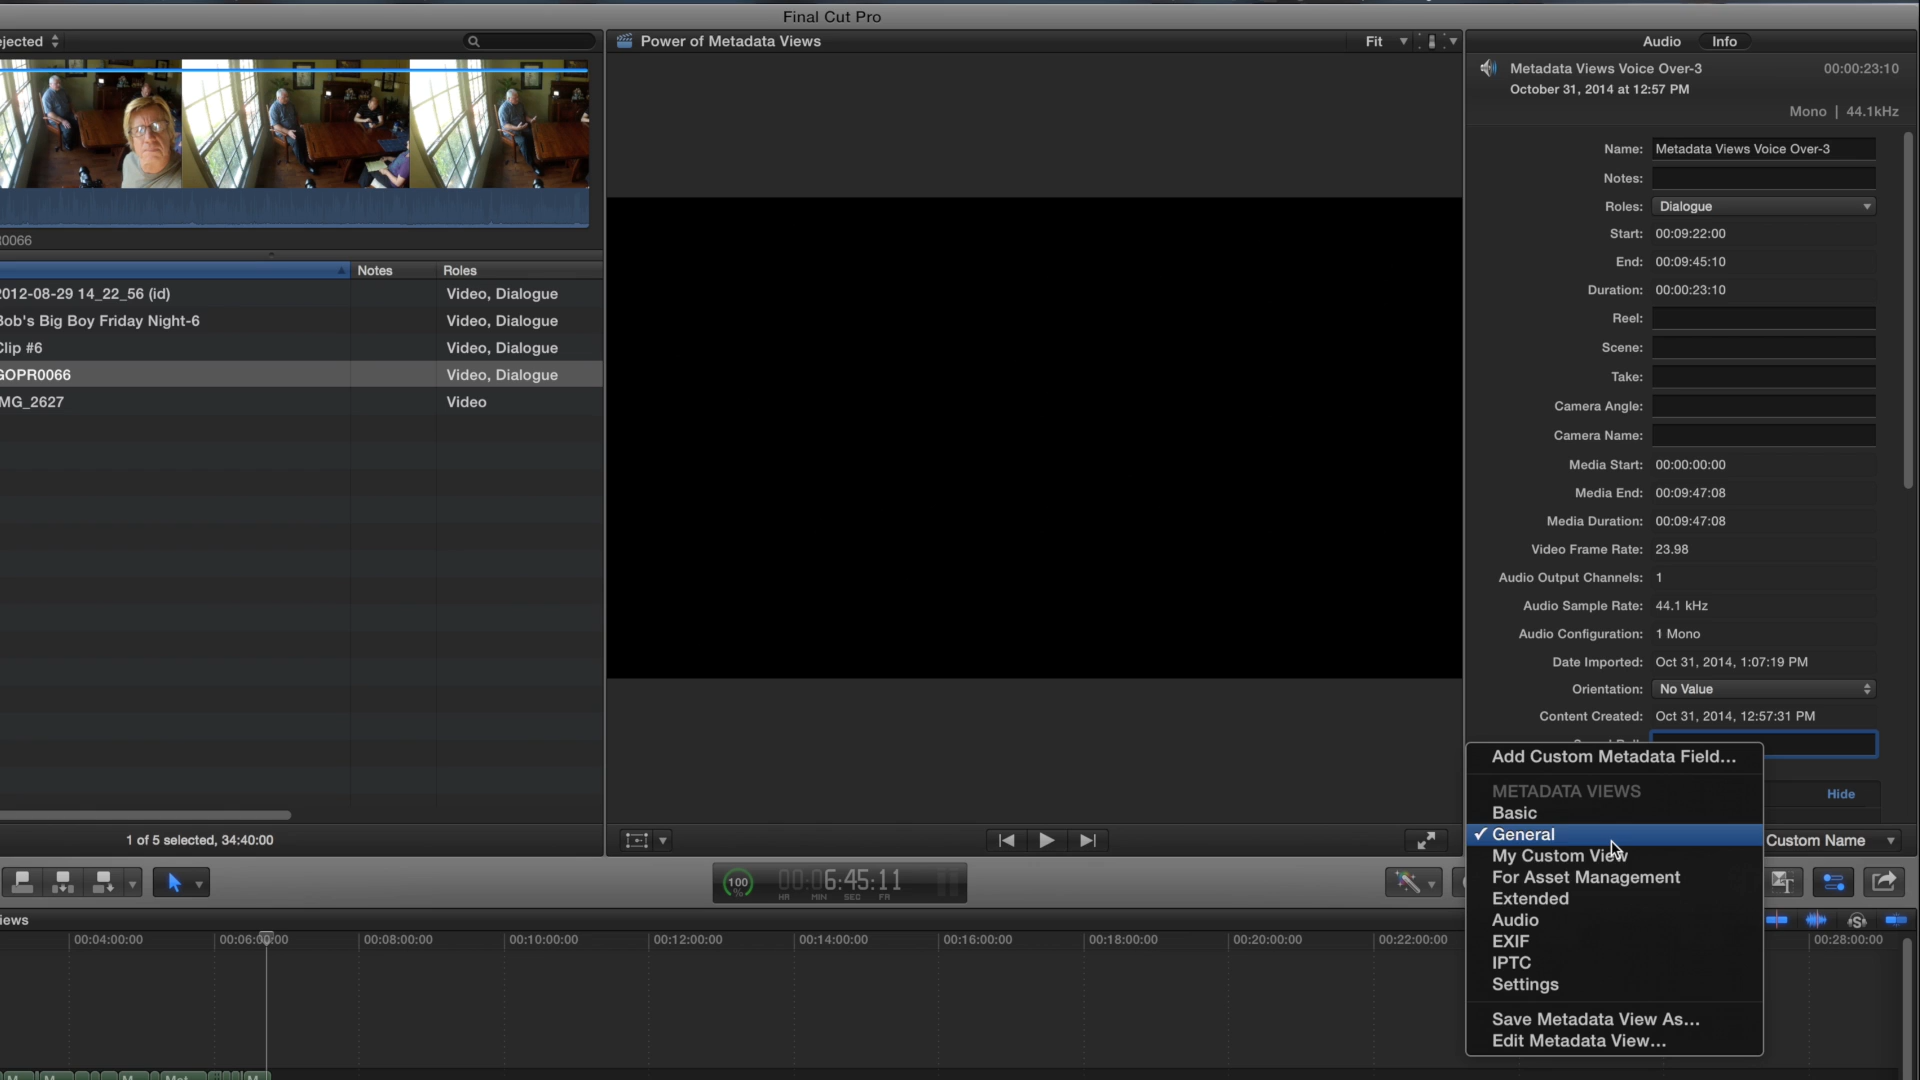 Final Cut Pro
ejected
Power of Metadata Views
Fit
Audio
Info
Metadata Views Voice Over-3
00:00:23:10
October 31, 2014 at 12:57 PM
Mono | 44.1kHz
Name: Metadata Views Voice Over-3
Notes:
Roles: Dialogue
Start: 00:09:22:00
End: 00:09:45:10
Duration: 00:00:23:10
Reel:
Scene:
Take:
Camera Angle:
Camera Name:
Media Start: 00:00:00:00
Media End: 00:09:47:08
Media Duration: 00:09:47:08
Video Frame Rate: 23.98
Audio Output Channels: 1
Audio Sample Rate: 44.1 kHz
Audio Configuration: 1 Mono
Date Imported: Oct 31, 2014, 1:07:19 PM
Orientation: No Value
Content Created: Oct 31, 2014, 12:57:31 PM
Hide
Custom Name
0066
Notes
Roles
2012-08-29 14_22_56 (id) Video, Dialogue
Bob's Big Boy Friday Night-6 Video, Dialogue
Clip #6 Video, Dialogue
GOPR0066 Video, Dialogue
MG_2627 Video
1 of 5 selected, 34:40:00
Add Custom Metadata Field...
METADATA VIEWS
Basic
✓ General
My Custom View
For Asset Management
Extended
Audio
EXIF
IPTC
Settings
Save Metadata View As...
Edit Metadata View...
100
%
00:06:45:11
HR MIN SEC FR
iews
00:04:00:00
00:06:00:00
00:08:00:00
00:10:00:00
00:12:00:00
00:14:00:00
00:16:00:00
00:18:00:00
00:20:00:00
00:22:00:00
00:28:00:00